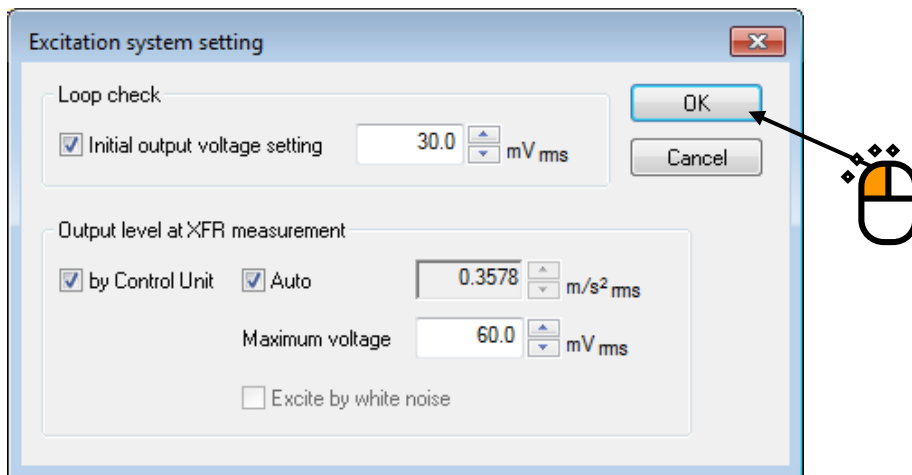 Excitation system setting
Loop check
OK
Initial output voltage setting 30.0 mV rms
Cancel
Output level at XFR measurement
by Control Unit Auto 0.3578 m/s² rms
Maximum voltage 60.0 mV rms
Excite by white noise